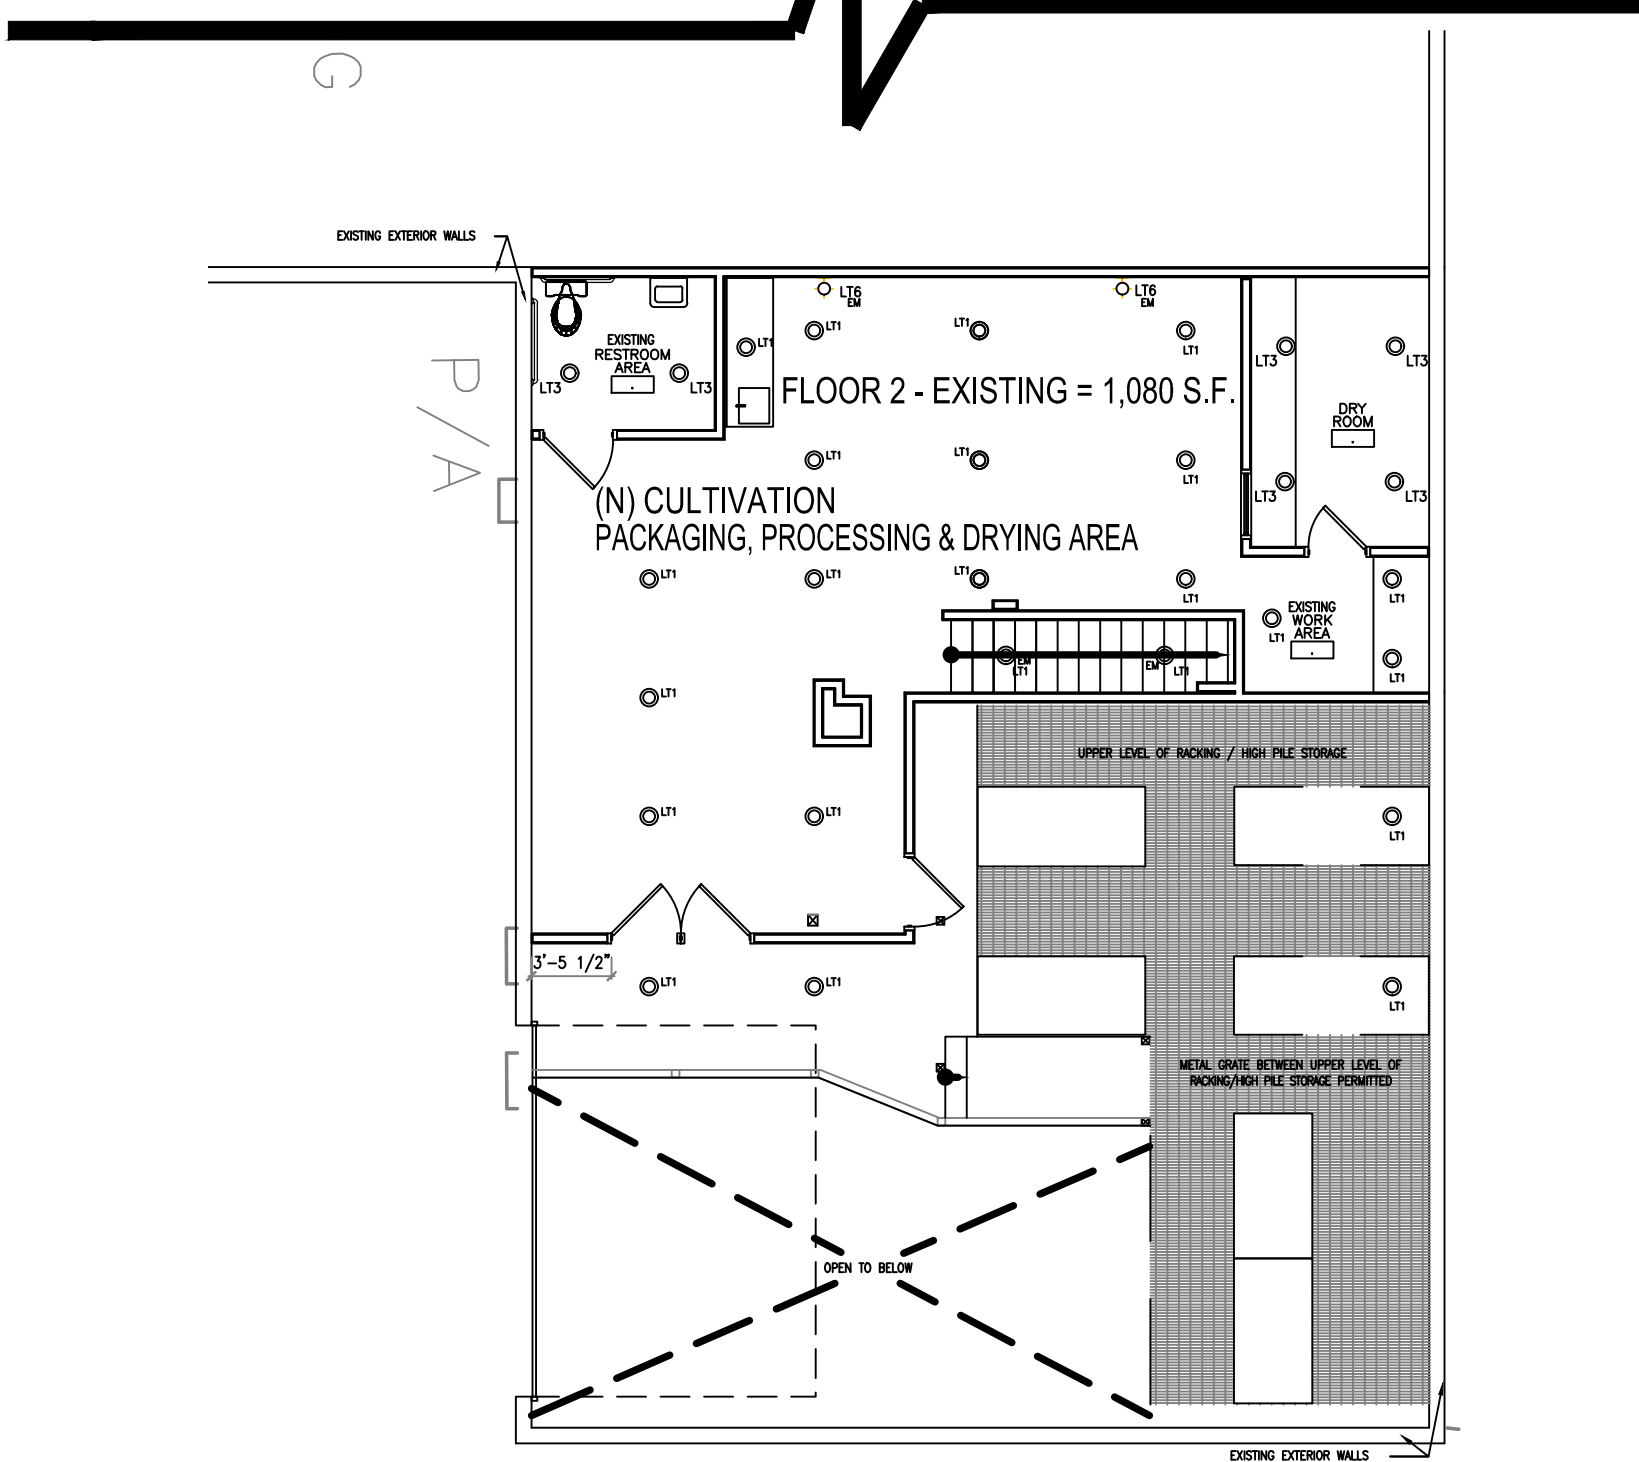 G
EXISTING EXTERIOR WALLS
P/A
LT6
EM
LT6
EM
LT1
LT1
LT1
LT1
LT1
EXISTING
RESTROOM
AREA
LT3
LT3
LT3
LT3
FLOOR 2 - EXISTING = 1,080 S.F.
DRY
ROOM
LT1
LT1
LT1
LT3
LT3
(N) CULTIVATION
PACKAGING, PROCESSING & DRYING AREA
LT1
LT1
LT1
LT1
LT1
EXISTING
WORK
AREA
LT1
EM
LT1
EM
LT1
LT1
LT1
UPPER LEVEL OF RACKING / HIGH PILE STORAGE
LT1
LT1
LT1
3'-5 1/2"
LT1
LT1
LT1
METAL GRATE BETWEEN UPPER LEVEL OF
RACKING/HIGH PILE STORAGE PERMITTED
OPEN TO BELOW
EXISTING EXTERIOR WALLS